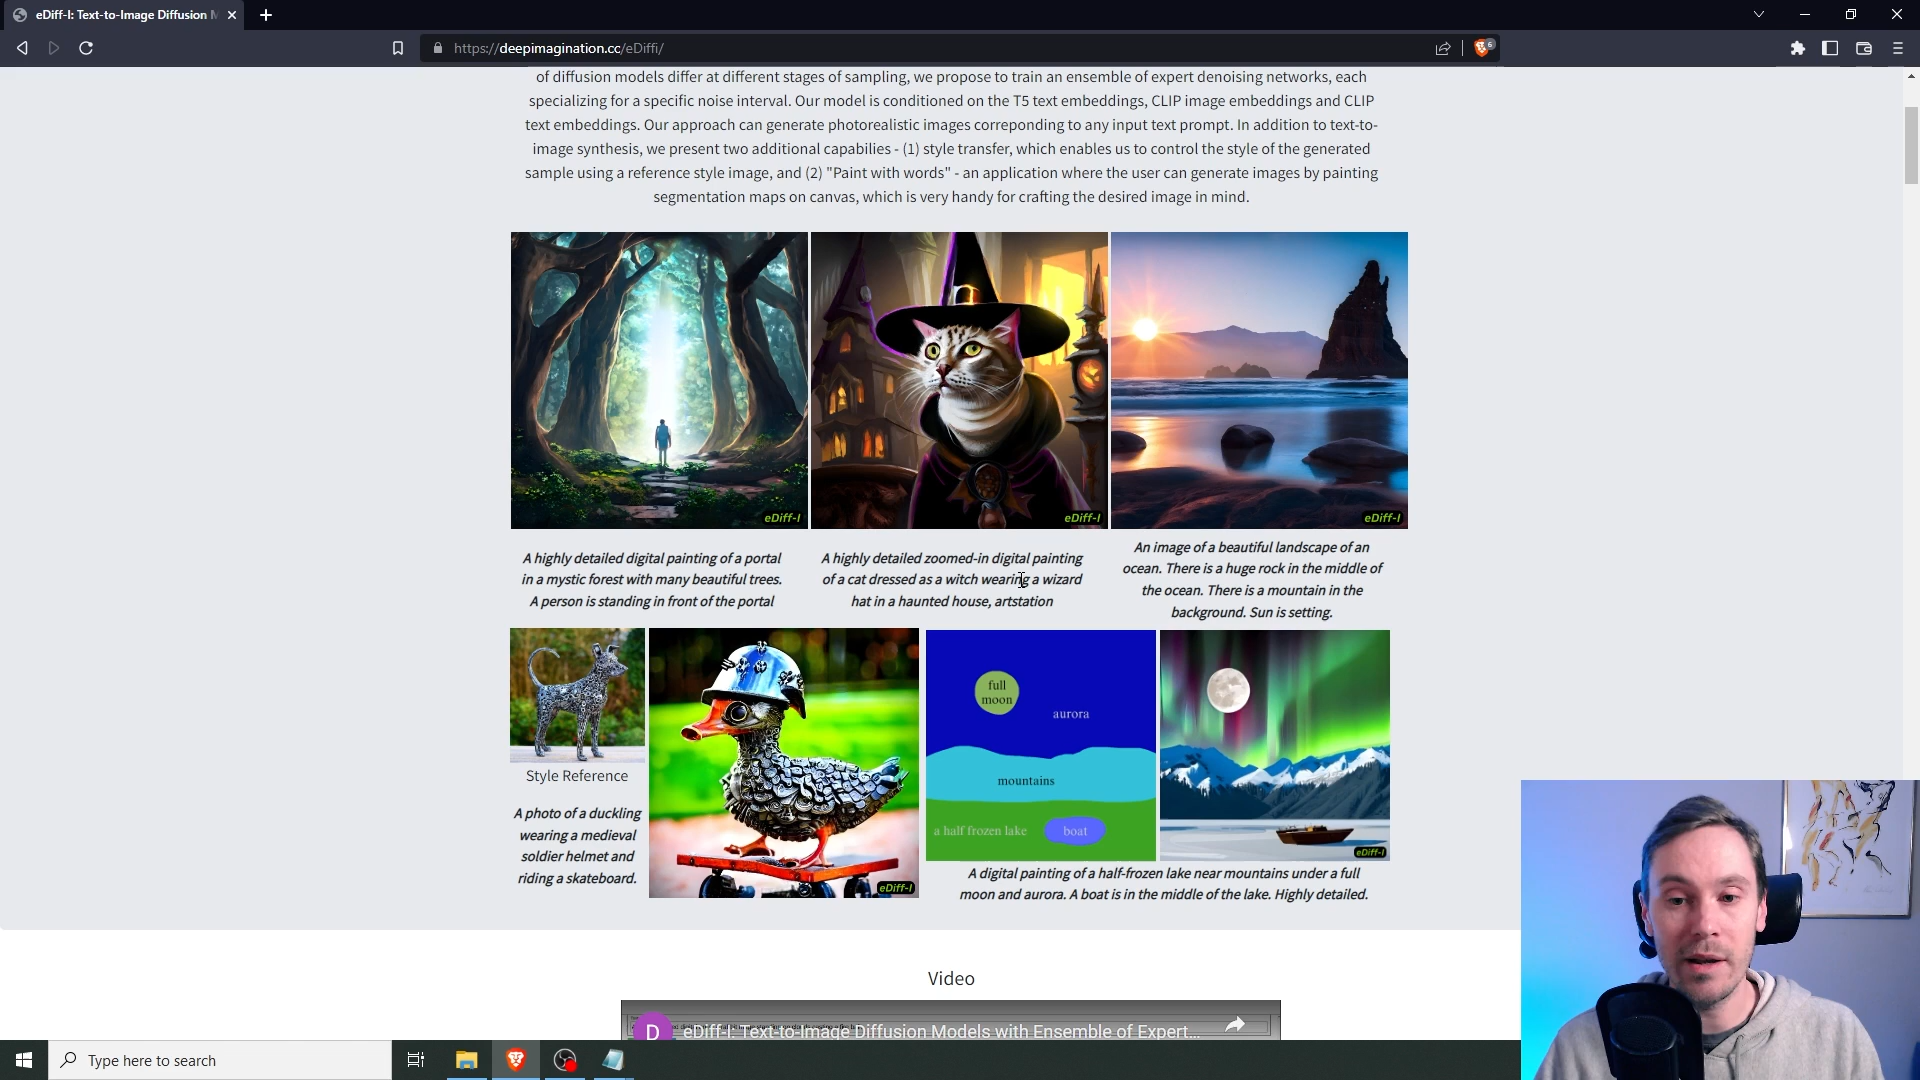 eDiff-I: Text-to-Image Diffusion M
https://deepimagination.cc/eDiffi/
6
of diffusion models differ at different stages of sampling, we propose to train an ensemble of expert denoising networks, each
specializing for a specific noise interval. Our model is conditioned on the T5 text embeddings, CLIP image embeddings and CLIP
text embeddings. Our approach can generate photorealistic images correponding to any input text prompt. In addition to text-to-
image synthesis, we present two additional capabilies - (1) style transfer, which enables us to control the style of the generated
sample using a reference style image, and (2) "Paint with words" - an application where the user can generate images by painting
segmentation maps on canvas, which is very handy for crafting the desired image in mind.
eDiff-I
eDiff-I
eDiff-I
A highly detailed digital painting of a portal
in a mystic forest with many beautiful trees.
A person is standing in front of the portal
A highly detailed zoomed-in digital painting
of a cat dressed as a witch wearing a wizard
hat in a haunted house, artstation
An image of a beautiful landscape of an
ocean. There is a huge rock in the middle of
the ocean. There is a mountain in the
background. Sun is setting.
Style Reference
A photo of a duckling
wearing a medieval
soldier helmet and
riding a skateboard.
eDiff-I
full
moon
aurora
mountains
a half frozen lake
boat
eDiff-I
A digital painting of a half-frozen lake near mountains under a full
moon and aurora. A boat is in the middle of the lake. Highly detailed.
Video
D
eDiff-I: Text-to-Image Diffusion Models with Ensemble of Expert...
Type here to search